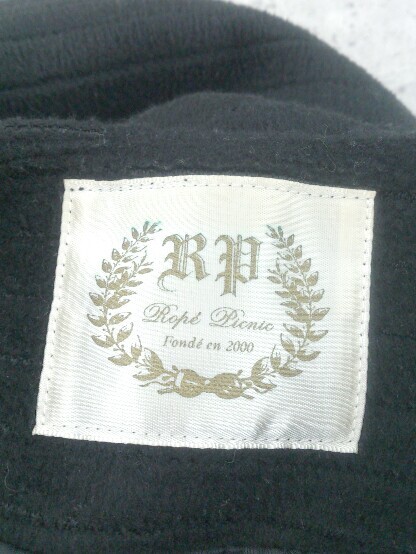 RP
Ropé Picnic
Fondé en 2000